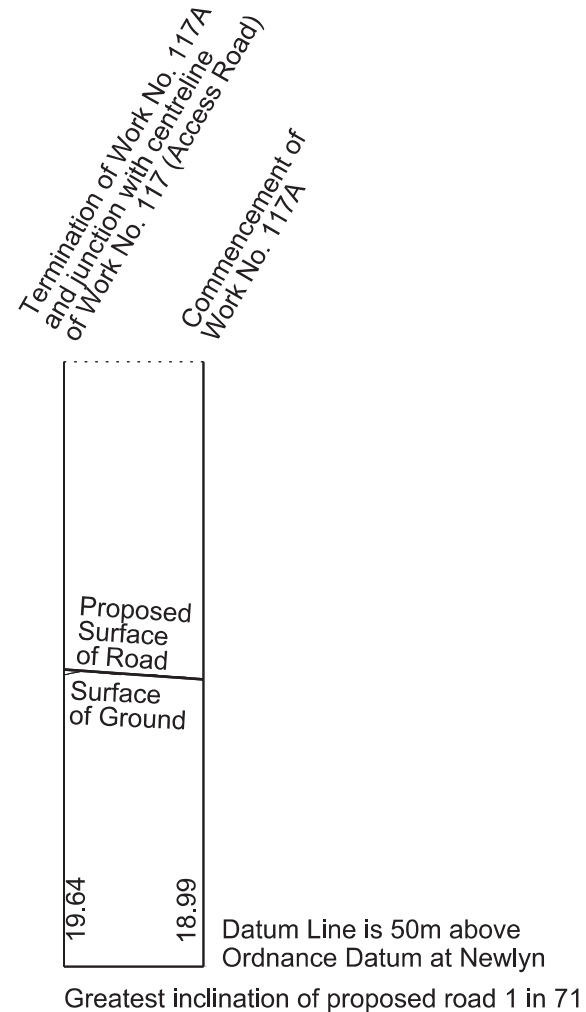 Termination of Work No. 117A
and junction with centreline
of Work No. 117 (Access Road)
Commencement of
Work No. 117A
Proposed
Surface
of Road
Surface
of Ground
19.64
18.99
Datum Line is 50m above
Ordnance Datum at Newlyn
Greatest inclination of proposed road 1 in 71